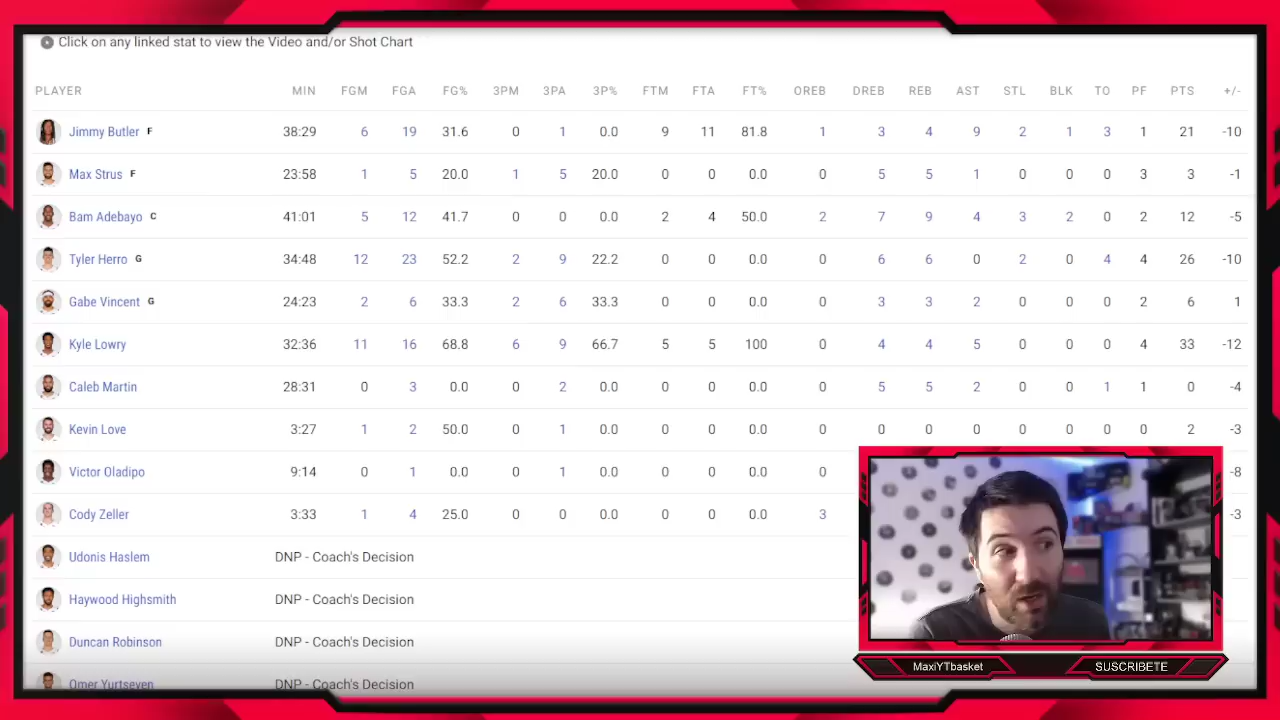 Click on any linked stat to view the Video and/or Shot Chart
PLAYER MIN FGM FGA FG% 3PM 3PA 3P% FTM FTA FT% OREB DREB REB AST STL BLK TO PF PTS +/-
Jimmy Butler F 38:29 6 19 31.6 0 1 0.0 9 11 81.8 1 3 4 9 2 1 3 1 21 -10
Max Strus F 23:58 1 5 20.0 1 5 20.0 0 0 0.0 0 5 5 1 0 0 0 3 3 -1
Bam Adebayo C 41:01 5 12 41.7 0 0 0.0 2 4 50.0 2 7 9 4 3 2 0 2 12 -5
Tyler Herro G 34:48 12 23 52.2 2 9 22.2 0 0 0.0 0 6 6 0 2 0 4 4 26 -10
Gabe Vincent G 24:23 2 6 33.3 2 6 33.3 0 0 0.0 0 3 3 2 0 0 0 2 6 1
Kyle Lowry 32:36 11 16 68.8 6 9 66.7 5 5 100 0 4 4 5 0 0 0 4 33 -12
Caleb Martin 28:31 0 3 0.0 0 2 0.0 0 0 0.0 0 5 5 2 0 0 1 1 0 -4
Kevin Love 3:27 1 2 50.0 0 1 0.0 0 0 0.0 0 0 0 0 0 0 0 0 2 -3
Victor Oladipo 9:14 0 1 0.0 0 1 0.0 0 0 0.0 0 -8
Cody Zeller 3:33 1 4 25.0 0 0 0.0 0 0 0.0 3 -3
Udonis Haslem DNP - Coach's Decision
Haywood Highsmith DNP - Coach's Decision
Duncan Robinson DNP - Coach's Decision
Omer Yurtseven DNP - Coach's Decision
MaxiYTbasket SUSCRIBETE